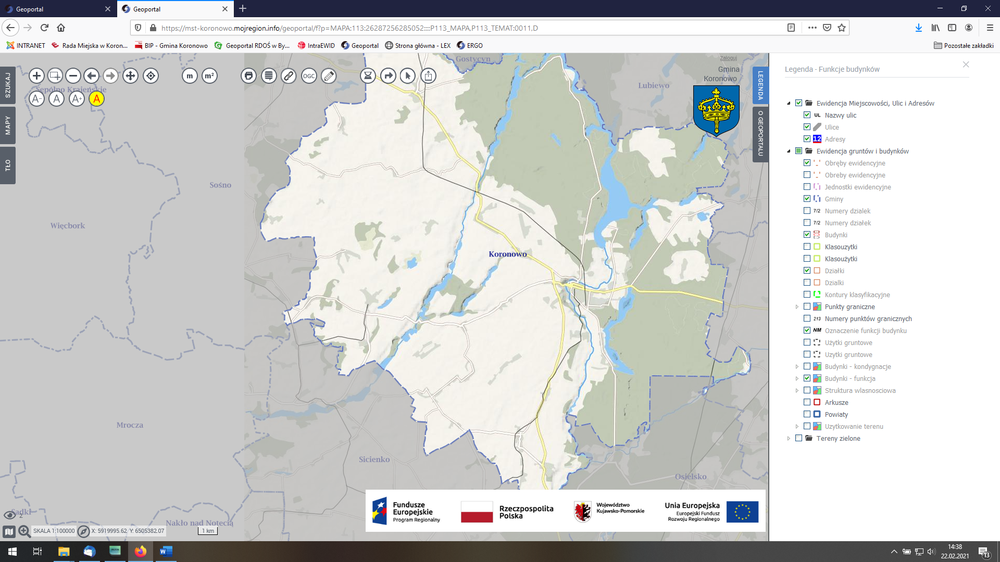 Geoportal
Geoportal
https://mst-koronowo.mojregion.info/geoportal/f?p=MAPA:113:26287256285052::::P113_MAPA,P113_TEMAT:0011,D
INTRANET
Rada Miejska w Koron...
BIP - Gmina Koronowo
Geoportal RDOŚ w By...
IntraEWID
Geoportal
Strona główna - LEX
ERGO
Pozostałe zakładki
SZUKAJ
MAPY
TŁO
m
m²
OGC
A-
A
A+
A
Zaloguj
Gmina
Koronowo
LEGENDA
O GEOPORTALU
Gostycyn
Lubiewo
Sępólno Krajeńskie
Sośno
Więcbork
Koronowo
Mrocza
Sicienko
Osielsko
Sadki
Nakło nad Notecią
2
SKALA 1:100000
X: 5919995.62 Y: 6505382.07
1 km
Fundusze
Europejskie
Program Regionalny
Rzeczpospolita
Polska
Województwo
Kujawsko-Pomorskie
Unia Europejska
Europejski Fundusz
Rozwoju Regionalnego
Legenda - Funkcje budynków
Ewidencja Miejscowości, Ulic i Adresów
UL Nazwy ulic
Ulice
12 Adresy
Ewidencja gruntów i budynków
Obręby ewidencyjne
Obreby ewidencyjne
Jednostki ewidencyjne
Gminy
7/2 Numery dzialek
7/2 Numery działek
Budynki
Klasouzytki
Klasoużytki
Działki
Dzialki
Kontury klasyfikacyjne
Punkty graniczne
213 Numery punktów granicznych
NM Oznaczenie funkcji budynku
Użytki gruntowe
Uzytki gruntowe
Budynki - kondygnacje
Budynki - funkcja
Struktura wlasnosciowa
Arkusze
Powiaty
Uzytkowanie terenu
Tereny zielone
14:38
22.02.2021
13